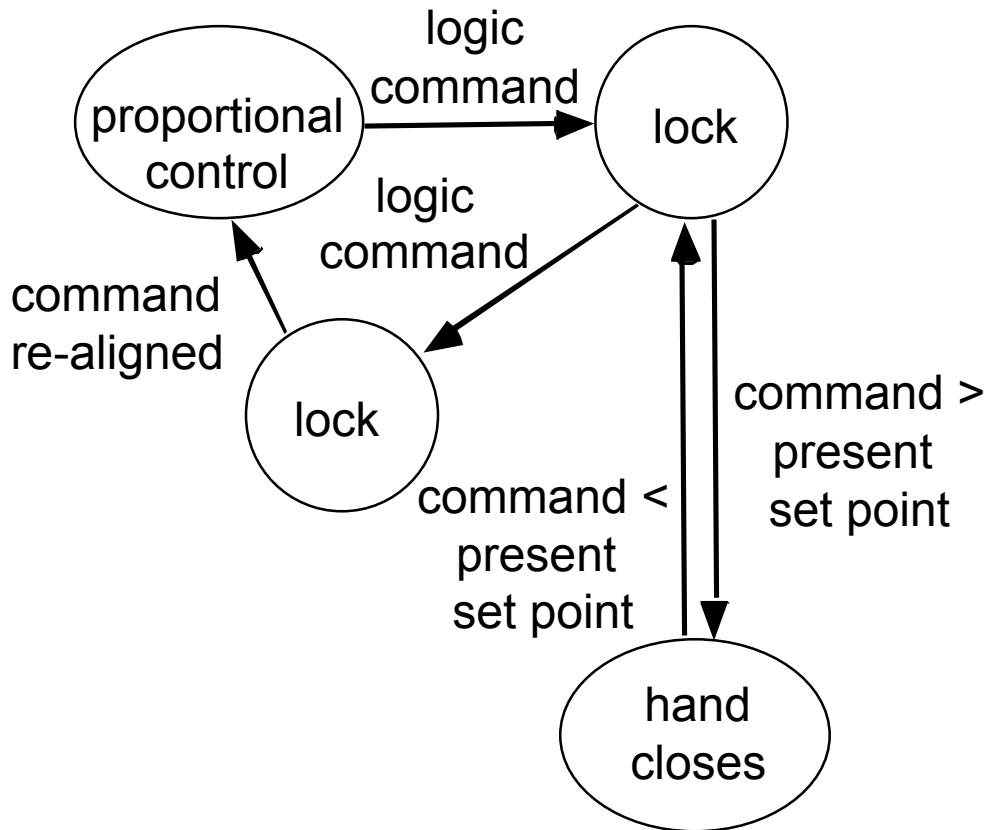 logic
command
proportional
control
lock
logic
command
command
re-aligned
lock
command >
present
set point
command <
present
set point
hand
closes